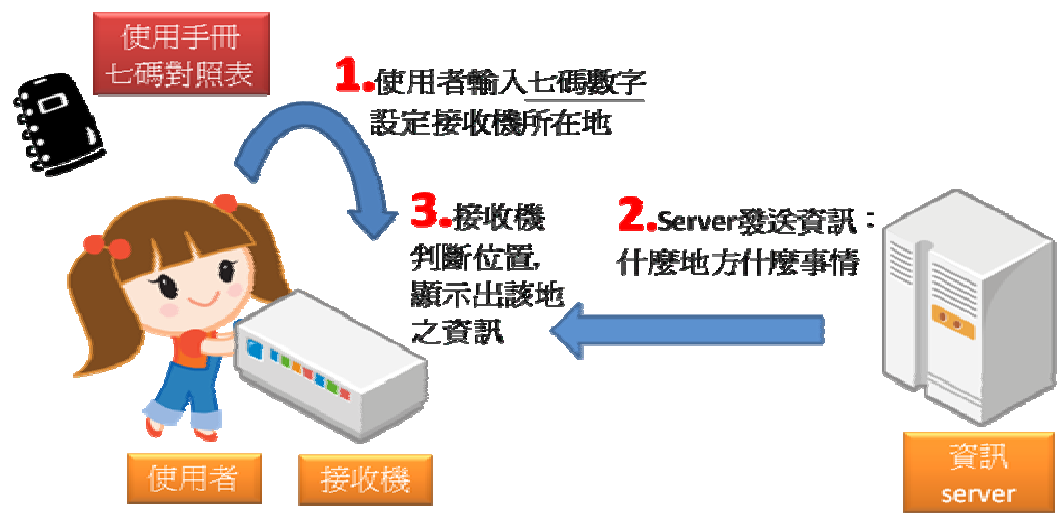 使用手冊
七碼對照表
1.使用者輸入七碼數字
設定接收機所在地
3.接收機
判斷位置,
顯示出該地
之資訊
2.Server發送資訊：
什麼地方什麼事情
使用者
接收機
資訊
server